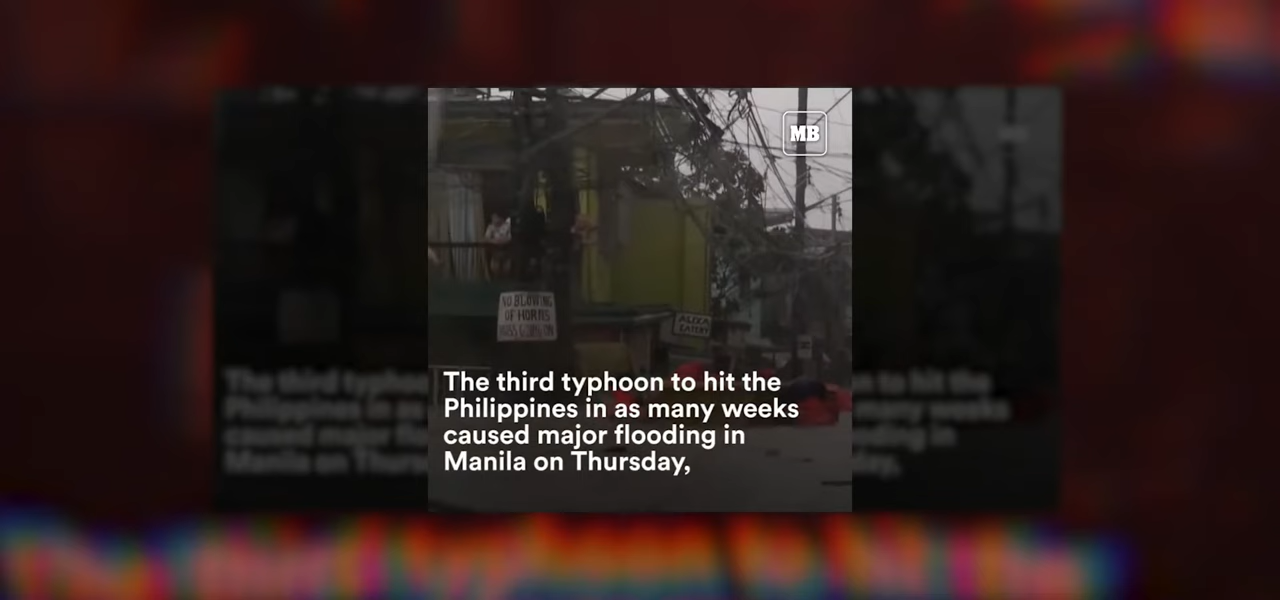 MB
NO BLOWING
OF HORNS
ALIZA
EATERY
The third typhoon to hit the
Philippines in as many weeks
caused major flooding in
Manila on Thursday,